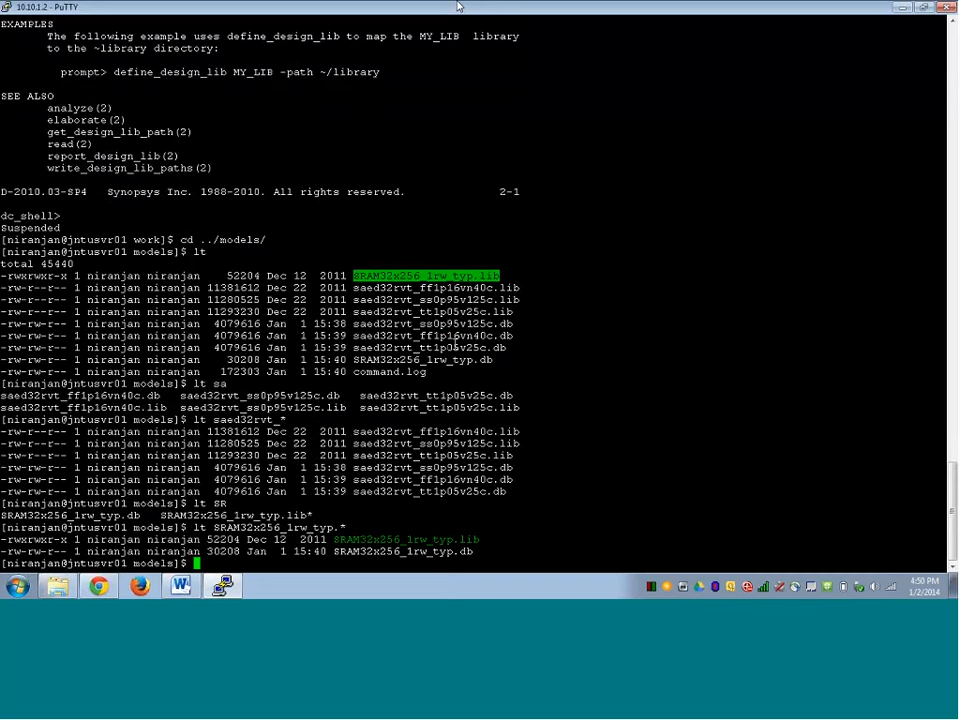 10.10.1.2 - PuTTY
EXAMPLES
The following example uses define_design_lib to map the MY_LIB library
to the ~library directory:
prompt> define_design_lib MY_LIB -path ~/library
SEE ALSO
analyze(2)
elaborate(2)
get_design_lib_path(2)
read(2)
report_design_lib(2)
write_design_lib_paths(2)
D-2010.03-SP4 Synopsys Inc. 1988-2010. All rights reserved. 2-1
dc_shell>
Suspended
[niranjan@jntusvr01 work]$ cd ../models/
[niranjan@jntusvr01 models]$ lt
total 45440
-rwxrwxr-x 1 niranjan niranjan 52204 Dec 12 2011 SRAM32x256_1rw_typ.lib
-rw-r--r-- 1 niranjan niranjan 11381612 Dec 22 2011 saed32rvt_ff1p16vn40c.lib
-rw-r--r-- 1 niranjan niranjan 11280525 Dec 22 2011 saed32rvt_ss0p95v125c.lib
-rw-r--r-- 1 niranjan niranjan 11293230 Dec 22 2011 saed32rvt_tt1p05v25c.lib
-rw-rw-r-- 1 niranjan niranjan 4079616 Jan 1 15:38 saed32rvt_ss0p95v125c.db
-rw-rw-r-- 1 niranjan niranjan 4079616 Jan 1 15:39 saed32rvt_ff1p16vn40c.db
-rw-rw-r-- 1 niranjan niranjan 4079616 Jan 1 15:39 saed32rvt_tt1p05v25c.db
-rw-rw-r-- 1 niranjan niranjan 30208 Jan 1 15:40 SRAM32x256_1rw_typ.db
-rw-rw-r-- 1 niranjan niranjan 172303 Jan 1 15:40 command.log
[niranjan@jntusvr01 models]$ lt sa
saed32rvt_ff1p16vn40c.db saed32rvt_ss0p95v125c.db saed32rvt_tt1p05v25c.db
saed32rvt_ff1p16vn40c.lib saed32rvt_ss0p95v125c.lib saed32rvt_tt1p05v25c.lib
[niranjan@jntusvr01 models]$ lt saed32rvt_*
-rw-r--r-- 1 niranjan niranjan 11381612 Dec 22 2011 saed32rvt_ff1p16vn40c.lib
-rw-r--r-- 1 niranjan niranjan 11280525 Dec 22 2011 saed32rvt_ss0p95v125c.lib
-rw-r--r-- 1 niranjan niranjan 11293230 Dec 22 2011 saed32rvt_tt1p05v25c.lib
-rw-rw-r-- 1 niranjan niranjan 4079616 Jan 1 15:38 saed32rvt_ss0p95v125c.db
-rw-rw-r-- 1 niranjan niranjan 4079616 Jan 1 15:39 saed32rvt_ff1p16vn40c.db
-rw-rw-r-- 1 niranjan niranjan 4079616 Jan 1 15:39 saed32rvt_tt1p05v25c.db
[niranjan@jntusvr01 models]$ lt SR
SRAM32x256_1rw_typ.db SRAM32x256_1rw_typ.lib*
[niranjan@jntusvr01 models]$ lt SRAM32x256_1rw_typ.*
-rwxrwxr-x 1 niranjan niranjan 52204 Dec 12 2011 SRAM32x256_1rw_typ.lib
-rw-rw-r-- 1 niranjan niranjan 30208 Jan 1 15:40 SRAM32x256_1rw_typ.db
[niranjan@jntusvr01 models]$
4:50 PM
1/2/2014